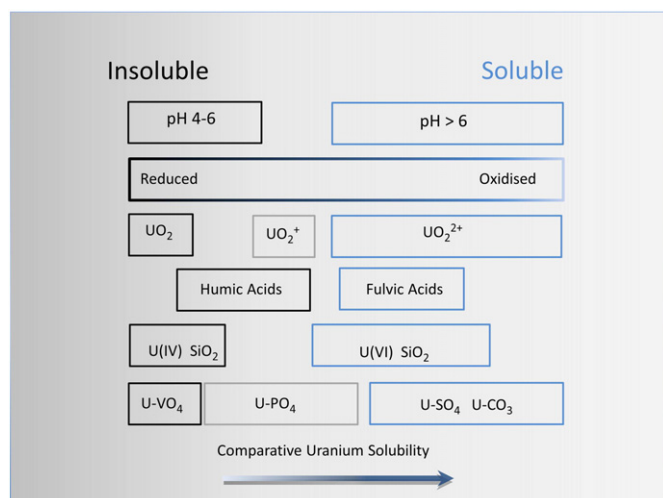 Insoluble Soluble
pH 4-6 pH > 6
Reduced Oxidised
UO₂ UO₂⁺ UO₂²⁺
Humic Acids Fulvic Acids
U(IV) SiO₂ U(VI) SiO₂
U-VO₄ U-PO₄ U-SO₄ U-CO₃
Comparative Uranium Solubility